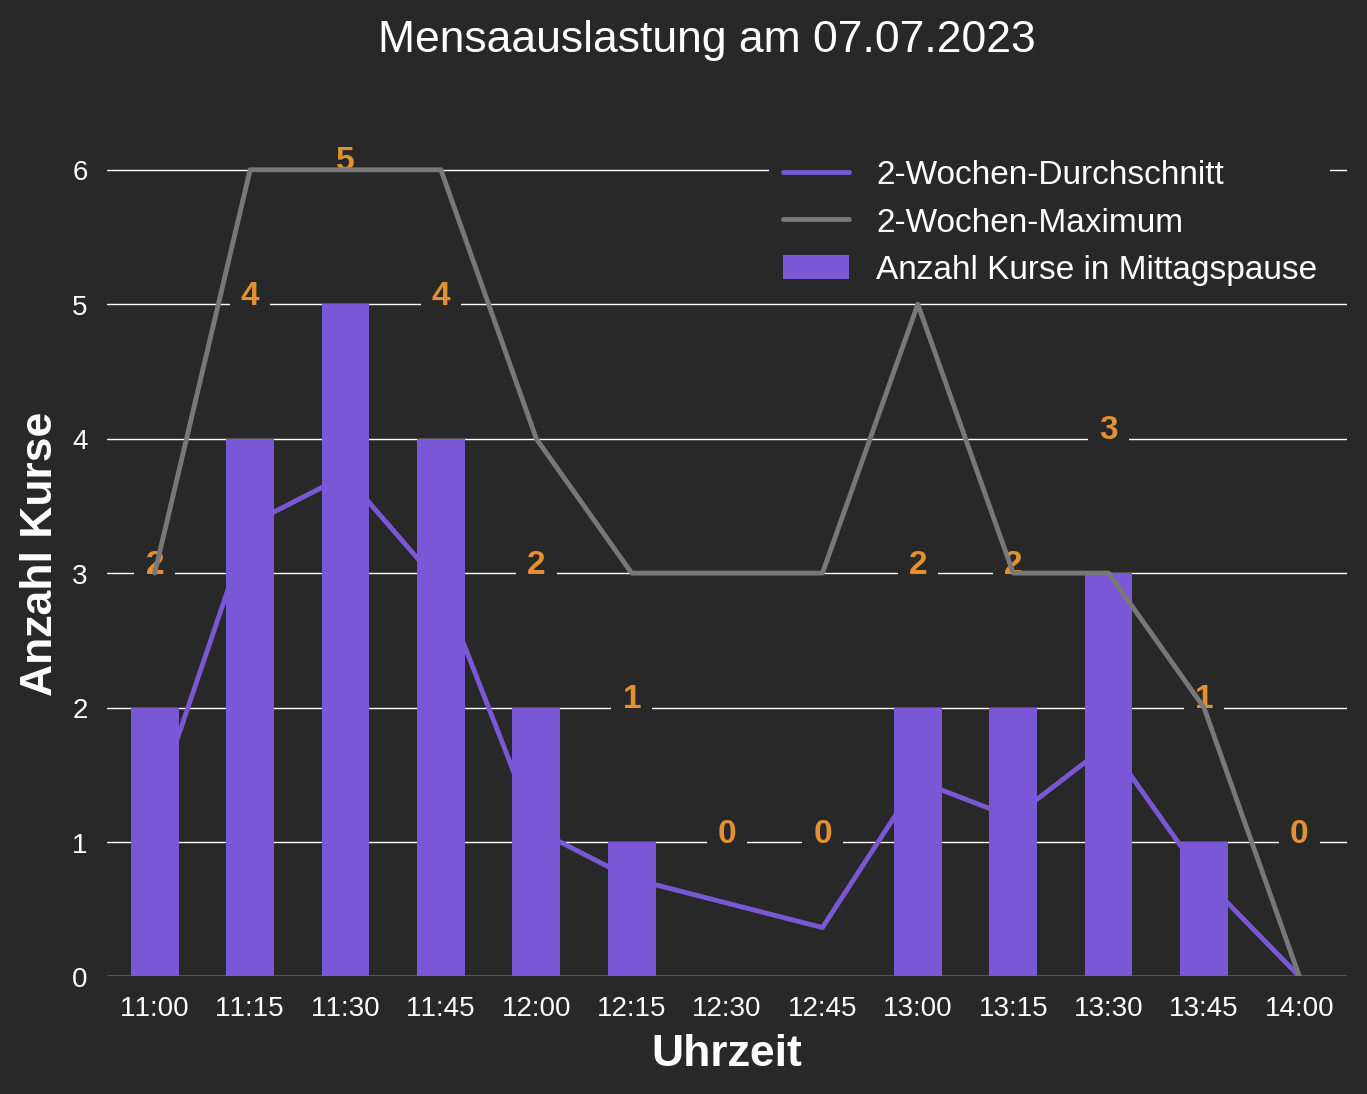 Mensaauslastung am 07.07.2023
2-Wochen-Durchschnitt
2-Wochen-Maximum
Anzahl Kurse in Mittagspause
Anzahl Kurse
6
5
4
3
2
1
0
2
4
5
4
2
1
0
0
2
2
3
1
0
11:00 11:15 11:30 11:45 12:00 12:15 12:30 12:45 13:00 13:15 13:30 13:45 14:00
Uhrzeit